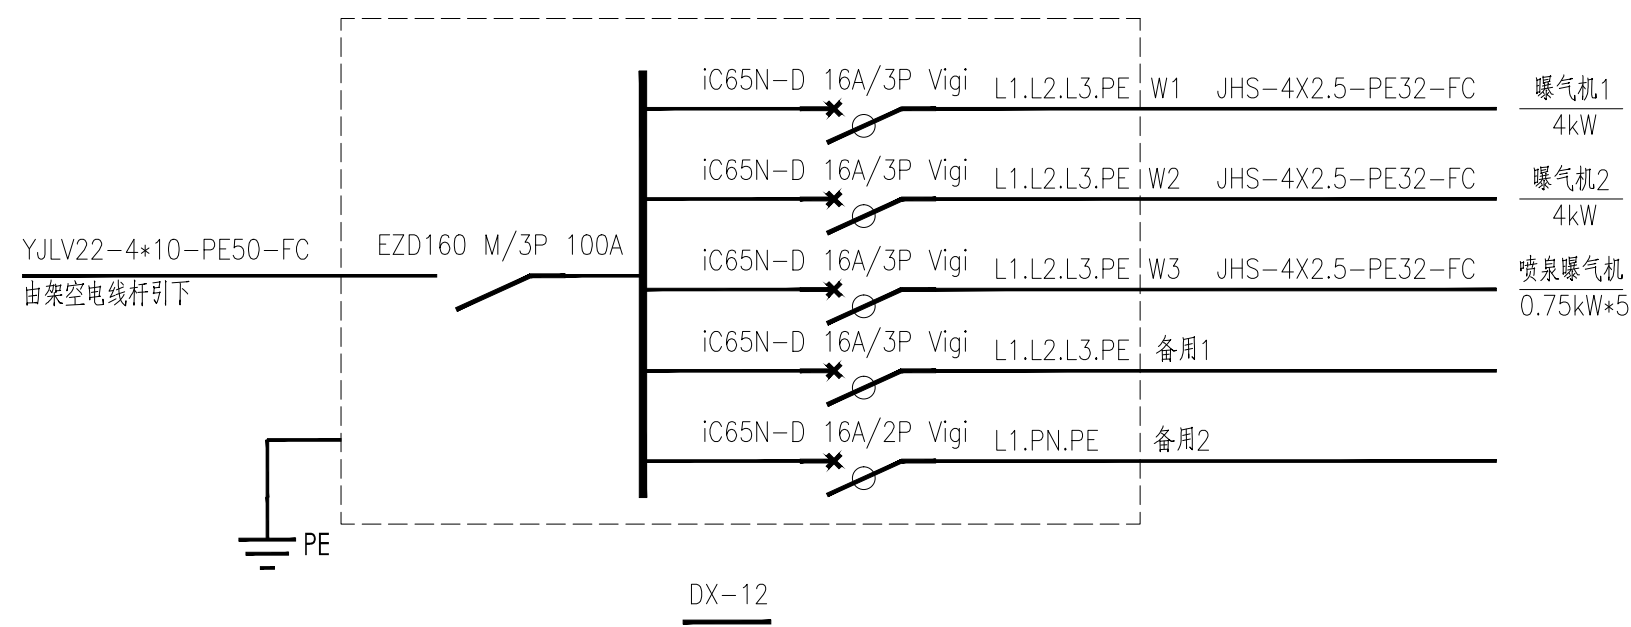 iC65N-D 16A/3P Vigi L1.L2.L3.PE W1 JHS-4X2.5-PE32-FC 曝气机1
4kW
iC65N-D 16A/3P Vigi L1.L2.L3.PE W2 JHS-4X2.5-PE32-FC 曝气机2
4kW
YJLV22-4*10-PE50-FC EZD160 M/3P 100A
由架空电线杆引下
iC65N-D 16A/3P Vigi L1.L2.L3.PE W3 JHS-4X2.5-PE32-FC 喷泉曝气机
0.75kW*5
iC65N-D 16A/3P Vigi L1.L2.L3.PE 备用1
iC65N-D 16A/2P Vigi L1.PN.PE 备用2
PE
DX-12